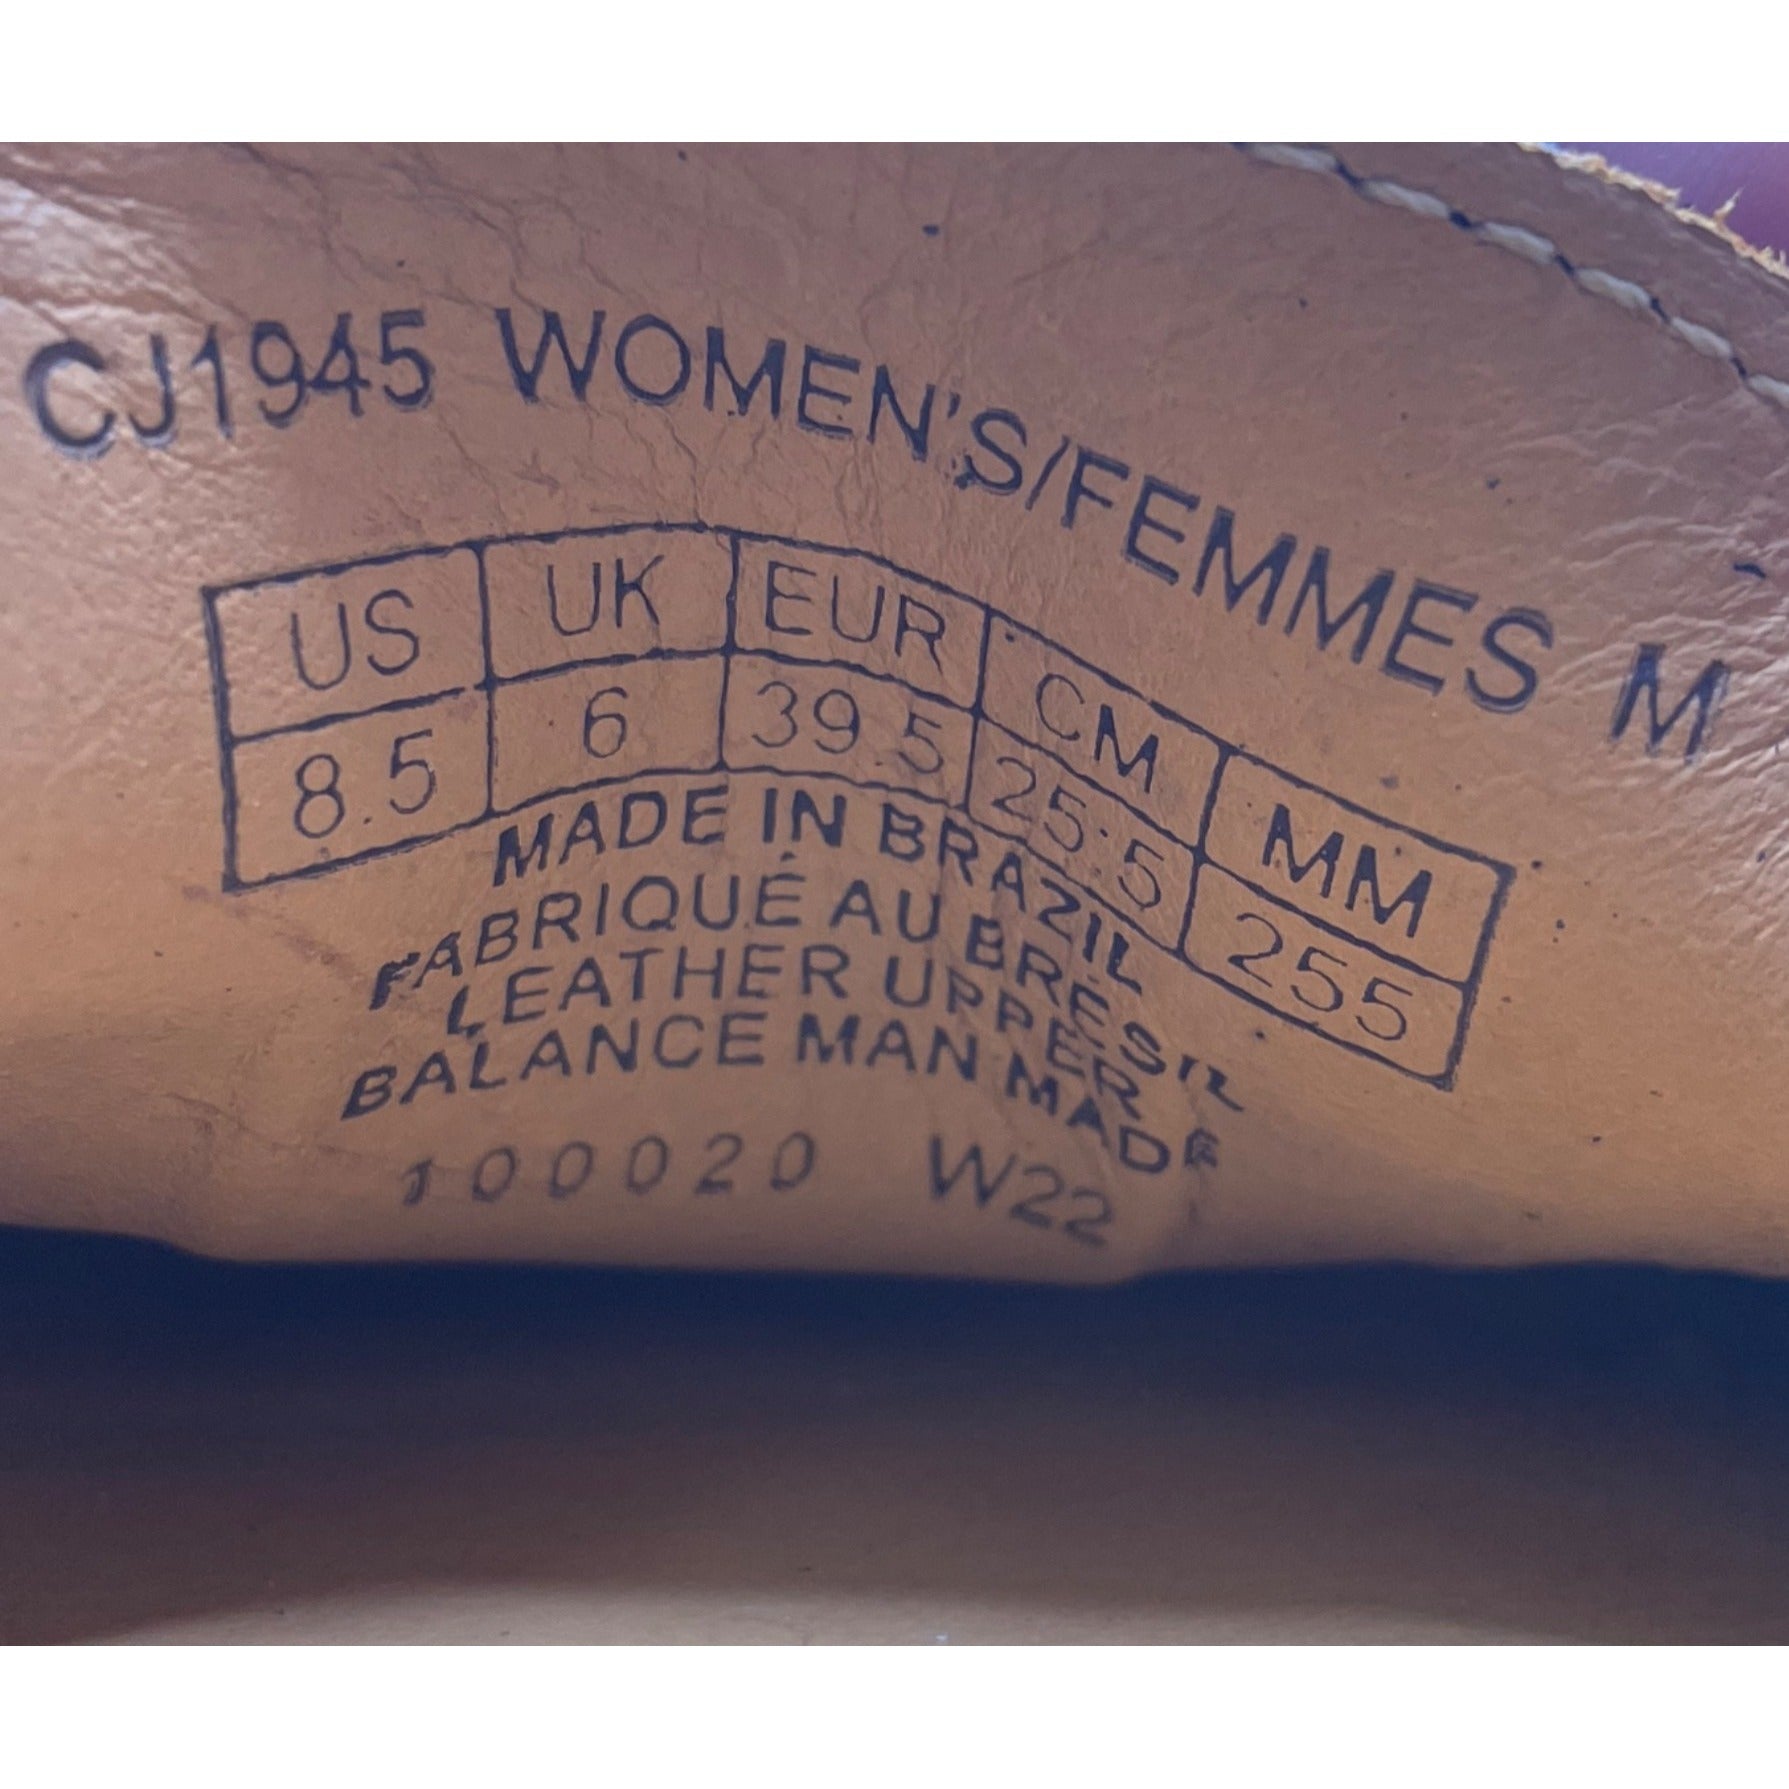 CJ1945 WOMEN'S/FEMMES M
US UK EUR CM MM
8.5 6 39.5 25.5 255
MADE IN BRAZIL
FABRIQUÉ AU BRÉSIL
LEATHER UPPER
BALANCE MAN MADE
100020 W22